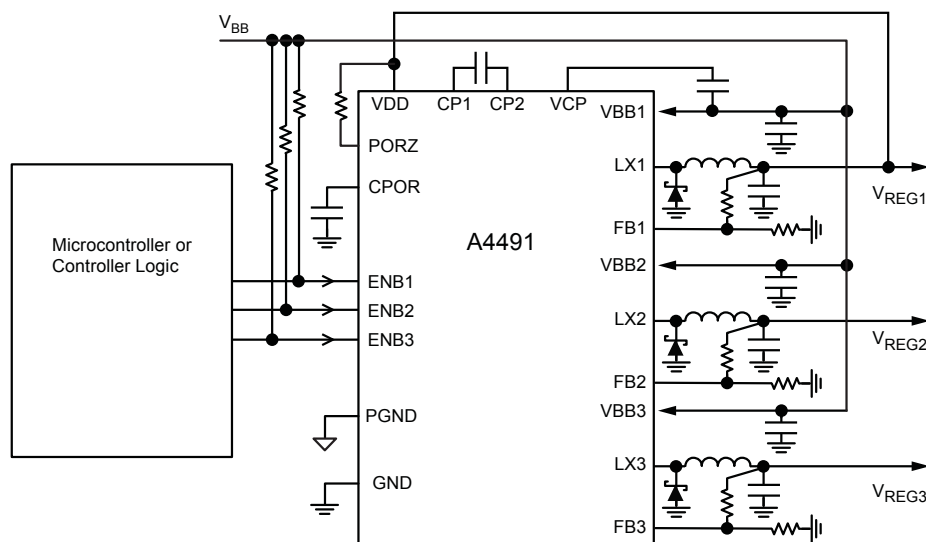 VBB
VDD
CP1
CP2
VCP
VBB1
PORZ
LX1
CPOR
VREG1
FB1
Microcontroller or
Controller Logic
A4491
VBB2
ENB1
ENB2
LX2
VREG2
ENB3
FB2
VBB3
PGND
LX3
GND
VREG3
FB3